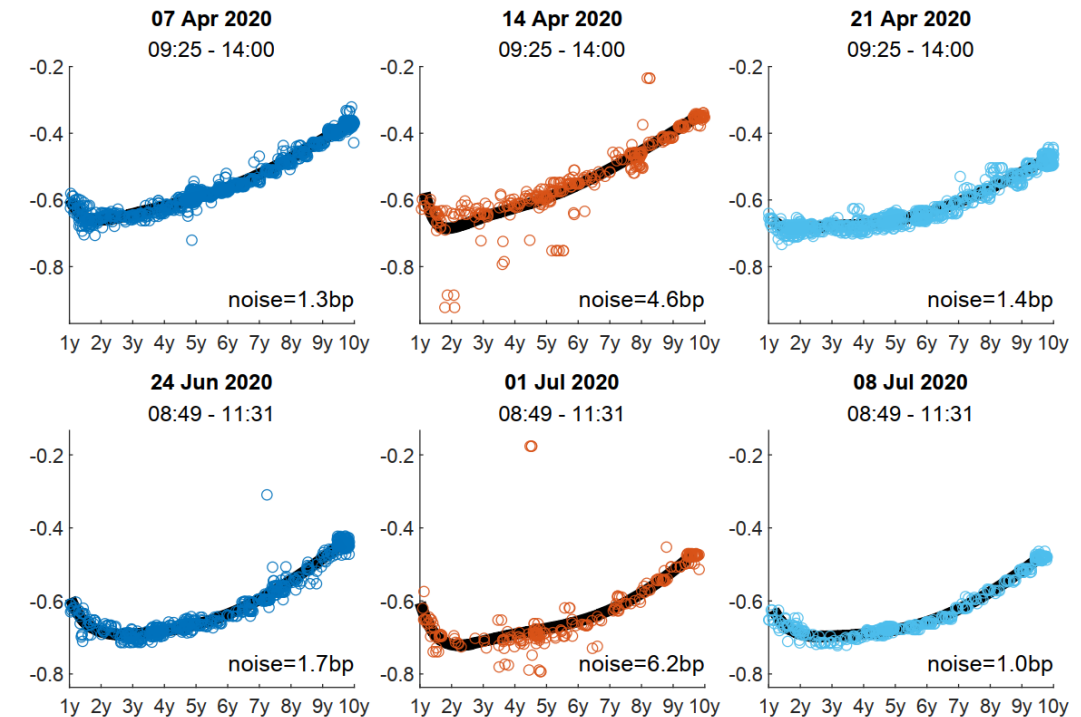 07 Apr 2020
09:25 - 14:00
-0.2
-0.4
-0.6
-0.8
noise=1.3bp
1y 2y 3y 4y 5y 6y 7y 8y 9y 10y
14 Apr 2020
09:25 - 14:00
-0.2
-0.4
-0.6
-0.8
noise=4.6bp
1y 2y 3y 4y 5y 6y 7y 8y 9y 10y
21 Apr 2020
09:25 - 14:00
-0.2
-0.4
-0.6
-0.8
noise=1.4bp
1y 2y 3y 4y 5y 6y 7y 8y 9y 10y
24 Jun 2020
08:49 - 11:31
-0.2
-0.4
-0.6
-0.8
noise=1.7bp
1y 2y 3y 4y 5y 6y 7y 8y 9y 10y
01 Jul 2020
08:49 - 11:31
-0.2
-0.4
-0.6
-0.8
noise=6.2bp
1y 2y 3y 4y 5y 6y 7y 8y 9y 10y
08 Jul 2020
08:49 - 11:31
-0.2
-0.4
-0.6
-0.8
noise=1.0bp
1y 2y 3y 4y 5y 6y 7y 8y 9y 10y